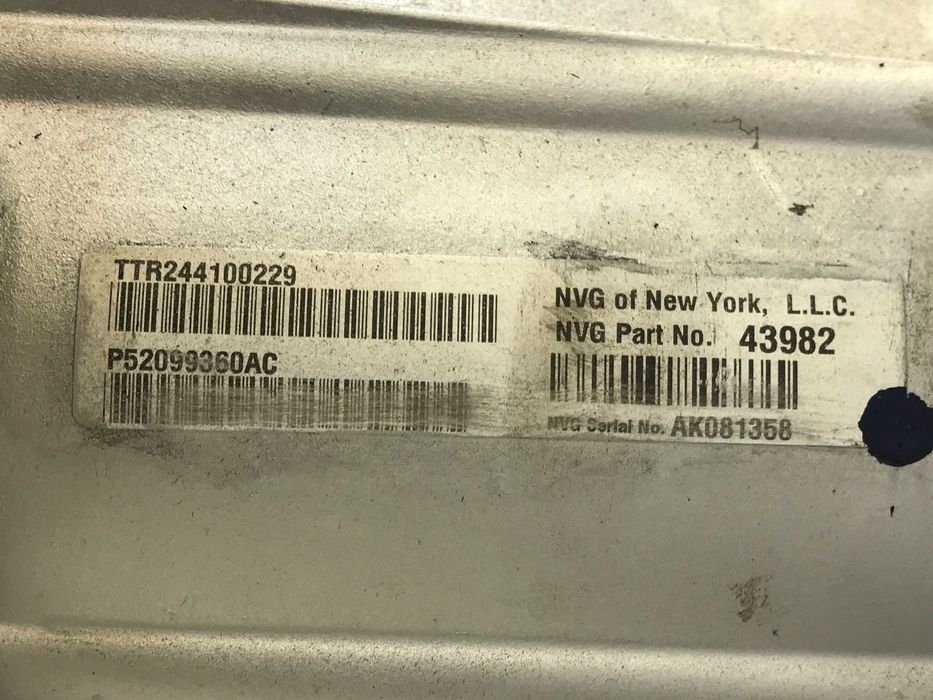 TTR244100229
P52099360AC
NVG of New York, L.L.C.
NVG Part No. 43982
NVG Serial No. AK081358